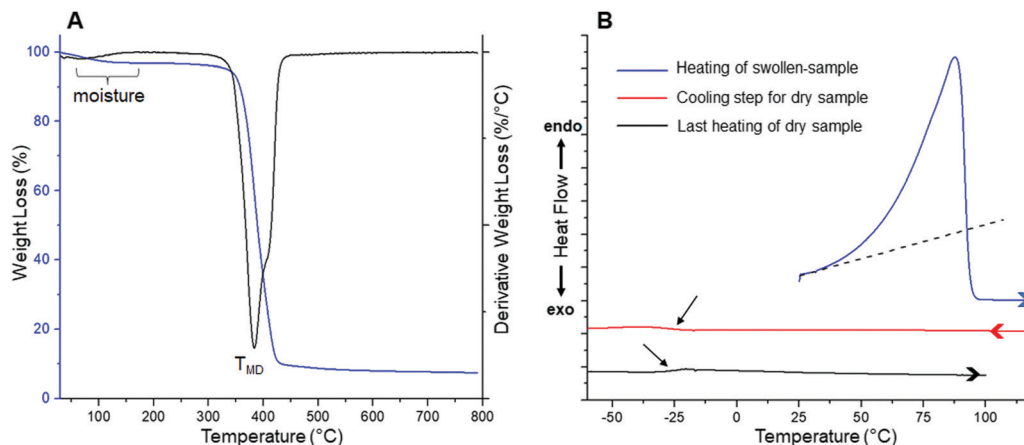 A
100
80
60
40
20
0
Weight Loss (%)
moisture
T_MD
Derivative Weight Loss (%/°C)
100 200 300 400 500 600 700 800
Temperature (°C)
B
Heating of swollen-sample
Cooling step for dry sample
Last heating of dry sample
endo
Heat Flow
exo
-50 -25 0 25 50 75 100
Temperature (°C)